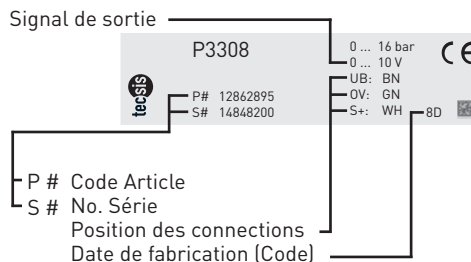 Signal de sortie
P3308
0 ... 16 bar
0 ... 10 V
CE
UB: BN
OV: GN
S+: WH
8D
tecsis
P# 12862895
S# 14848200
P # Code Article
S # No. Série
Position des connections
Date de fabrication (Code)